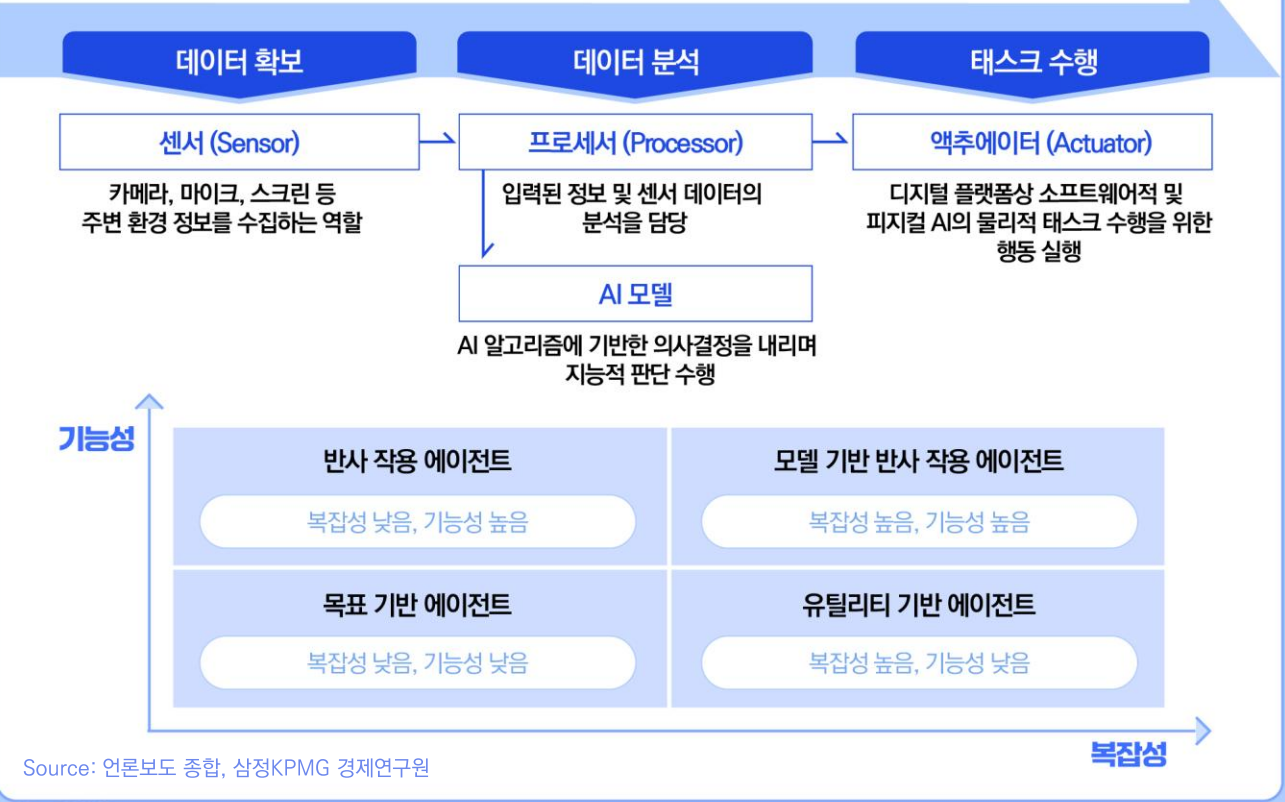 데이터 확보
데이터 분석
태스크 수행
센서 (Sensor)
프로세서 (Processor)
액추에이터 (Actuator)
카메라, 마이크, 스크린 등
주변 환경 정보를 수집하는 역할
입력된 정보 및 센서 데이터의
분석을 담당
디지털 플랫폼상 소프트웨어적 및
피지컬 AI의 물리적 태스크 수행을 위한
행동 실행
AI 모델
AI 알고리즘에 기반한 의사결정을 내리며
지능적 판단 수행
기능성
반사 작용 에이전트
복잡성 낮음, 기능성 높음
모델 기반 반사 작용 에이전트
복잡성 높음, 기능성 높음
목표 기반 에이전트
복잡성 낮음, 기능성 낮음
유틸리티 기반 에이전트
복잡성 높음, 기능성 낮음
복잡성
Source: 언론보도 종합, 삼정KPMG 경제연구원